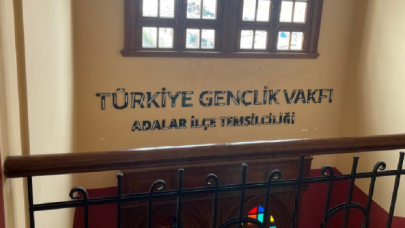 TÜRKİYE GENÇLİK VAKFI
ADALAR İLÇE TEMSİLCİLİĞİ